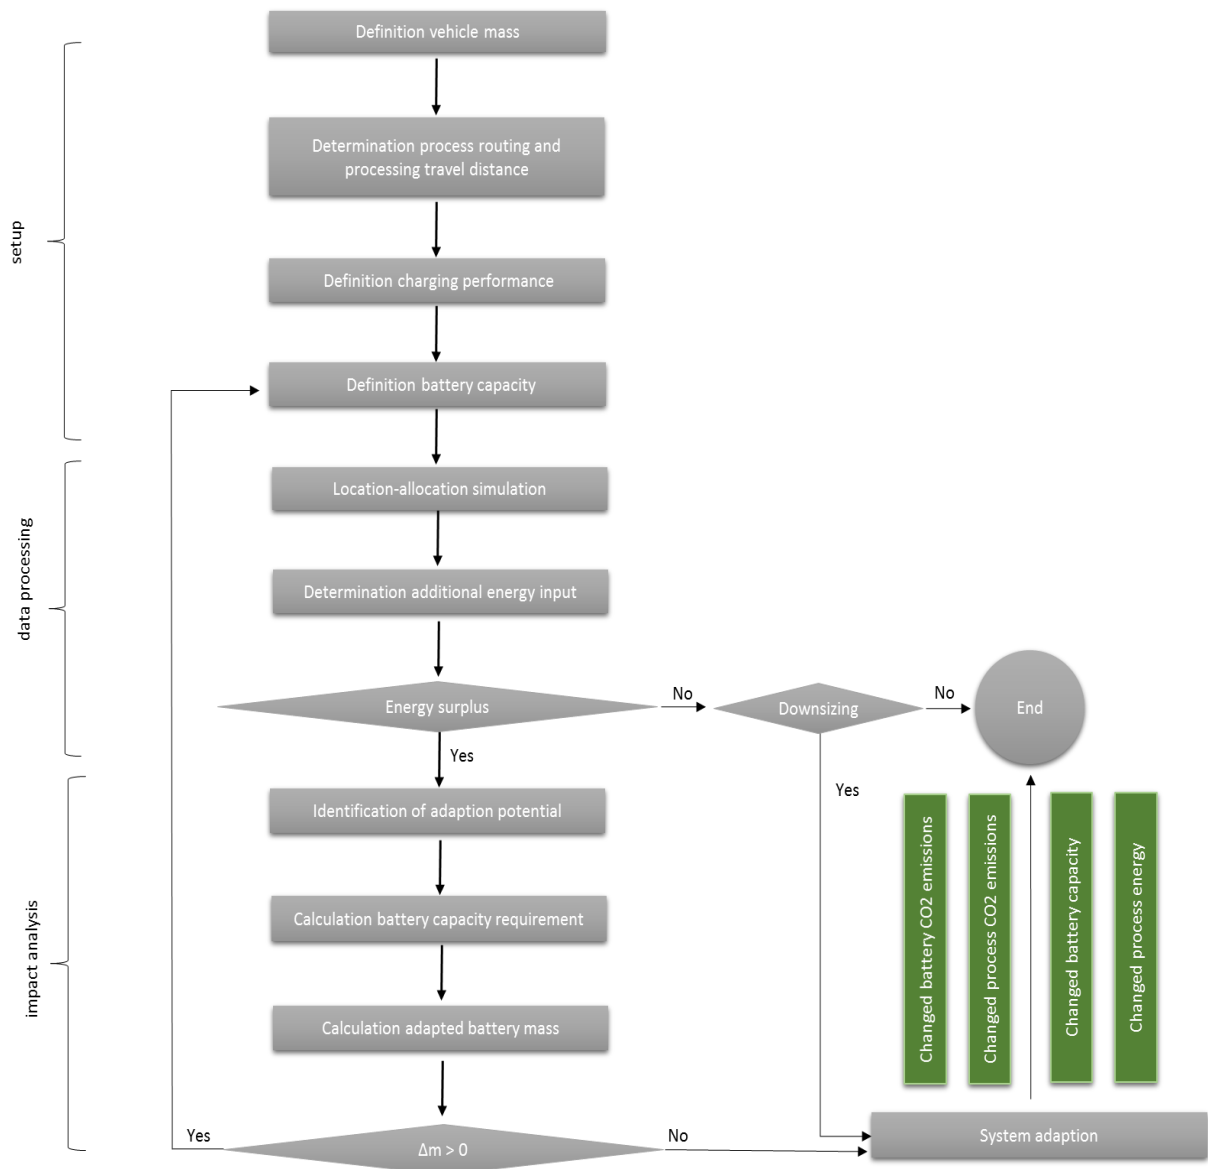 Definition vehicle mass
Determination process routing and
processing travel distance
setup
Definition charging performance
Definition battery capacity
Location-allocation simulation
data processing
Determination additional energy input
Energy surplus
No
Downsizing
No
End
Yes
Yes
Identification of adaption potential
Changed battery CO2 emissions
Changed process CO2 emissions
Changed battery capacity
Changed process energy
Calculation battery capacity requirement
impact analysis
Calculation adapted battery mass
Yes
Δm > 0
No
System adaption